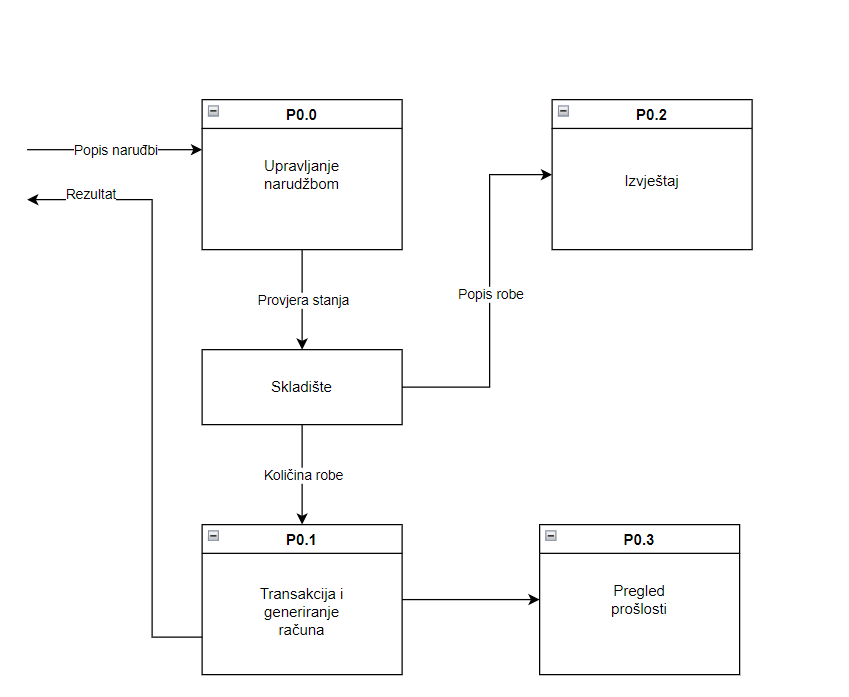 P0.0
P0.2
Popis naruđbi
Upravljanje
narudžbom
Izvještaj
Rezultat
Provjera stanja
Popis robe
Skladište
Količina robe
P0.1
P0.3
Transakcija i
generiranje
računa
Pregled
prošlosti